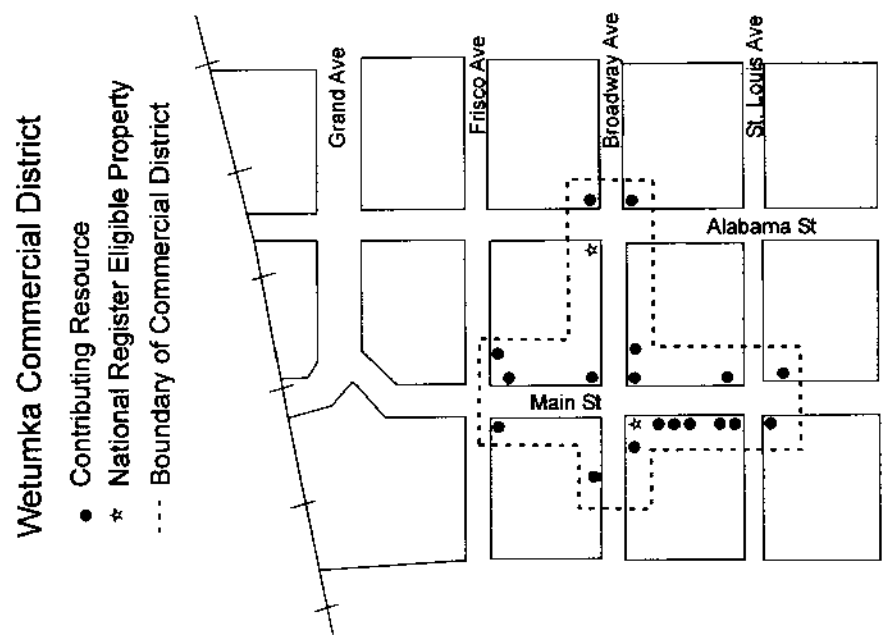 Wetumka Commercial District
Contributing Resource
National Register Eligible Property
Boundary of Commercial District
Grand Ave
Frisco Ave
Broadway Ave
St. Louis Ave
Alabama St
Main St